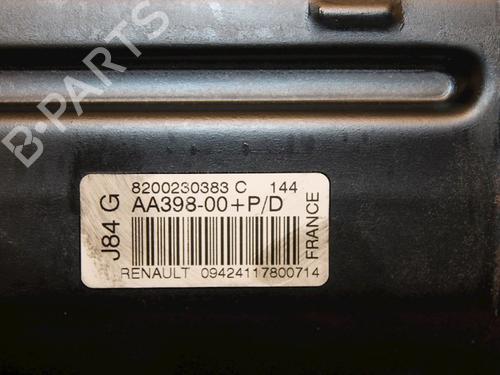 B-PARTS
J84 G
8200230383 C 144
AA398-00+P/D
RENAULT 09424117800714
FRANCE